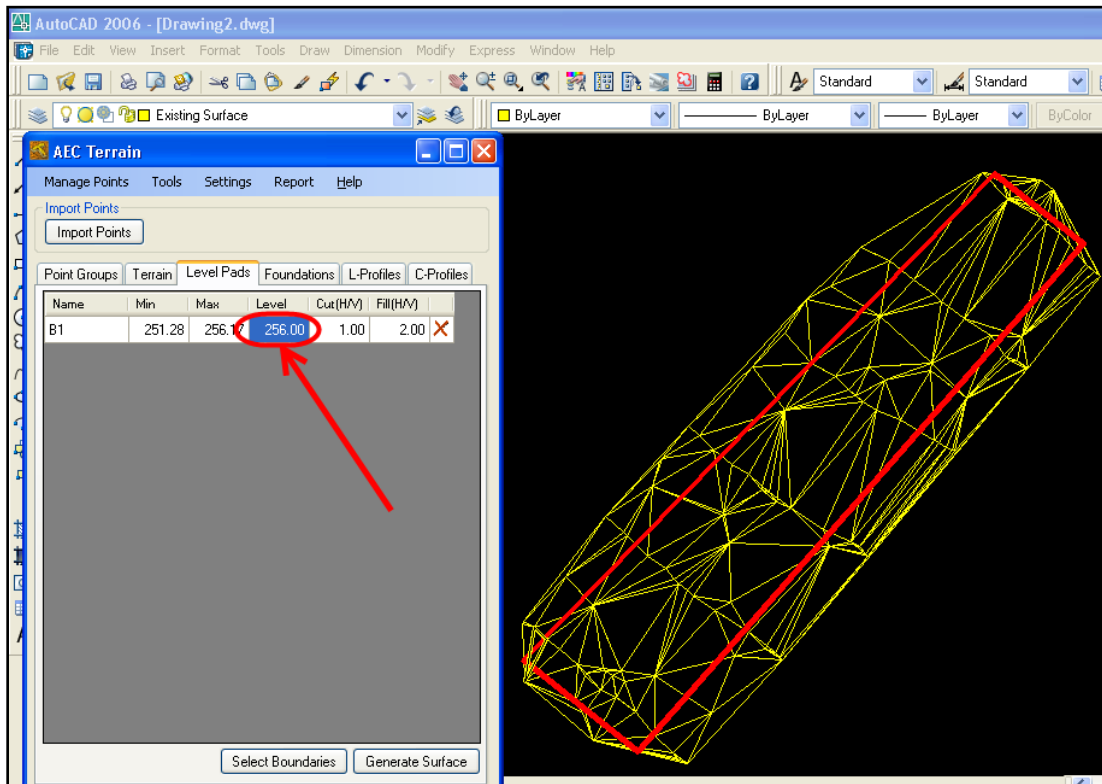 AutoCAD 2006 - [Drawing2.dwg]
File Edit View Insert Format Tools Draw Dimension Modify Express Window Help
Standard Standard
Existing Surface ByLayer ByLayer ByLayer ByColor
AEC Terrain
Manage Points Tools Settings Report Help
Import Points
Import Points
Point Groups Terrain Level Pads Foundations L-Profiles C-Profiles
Name Min Max Level Cut(H/V) Fill(H/V)
B1 251.28 256.17 256.00 1.00 2.00
Select Boundaries Generate Surface